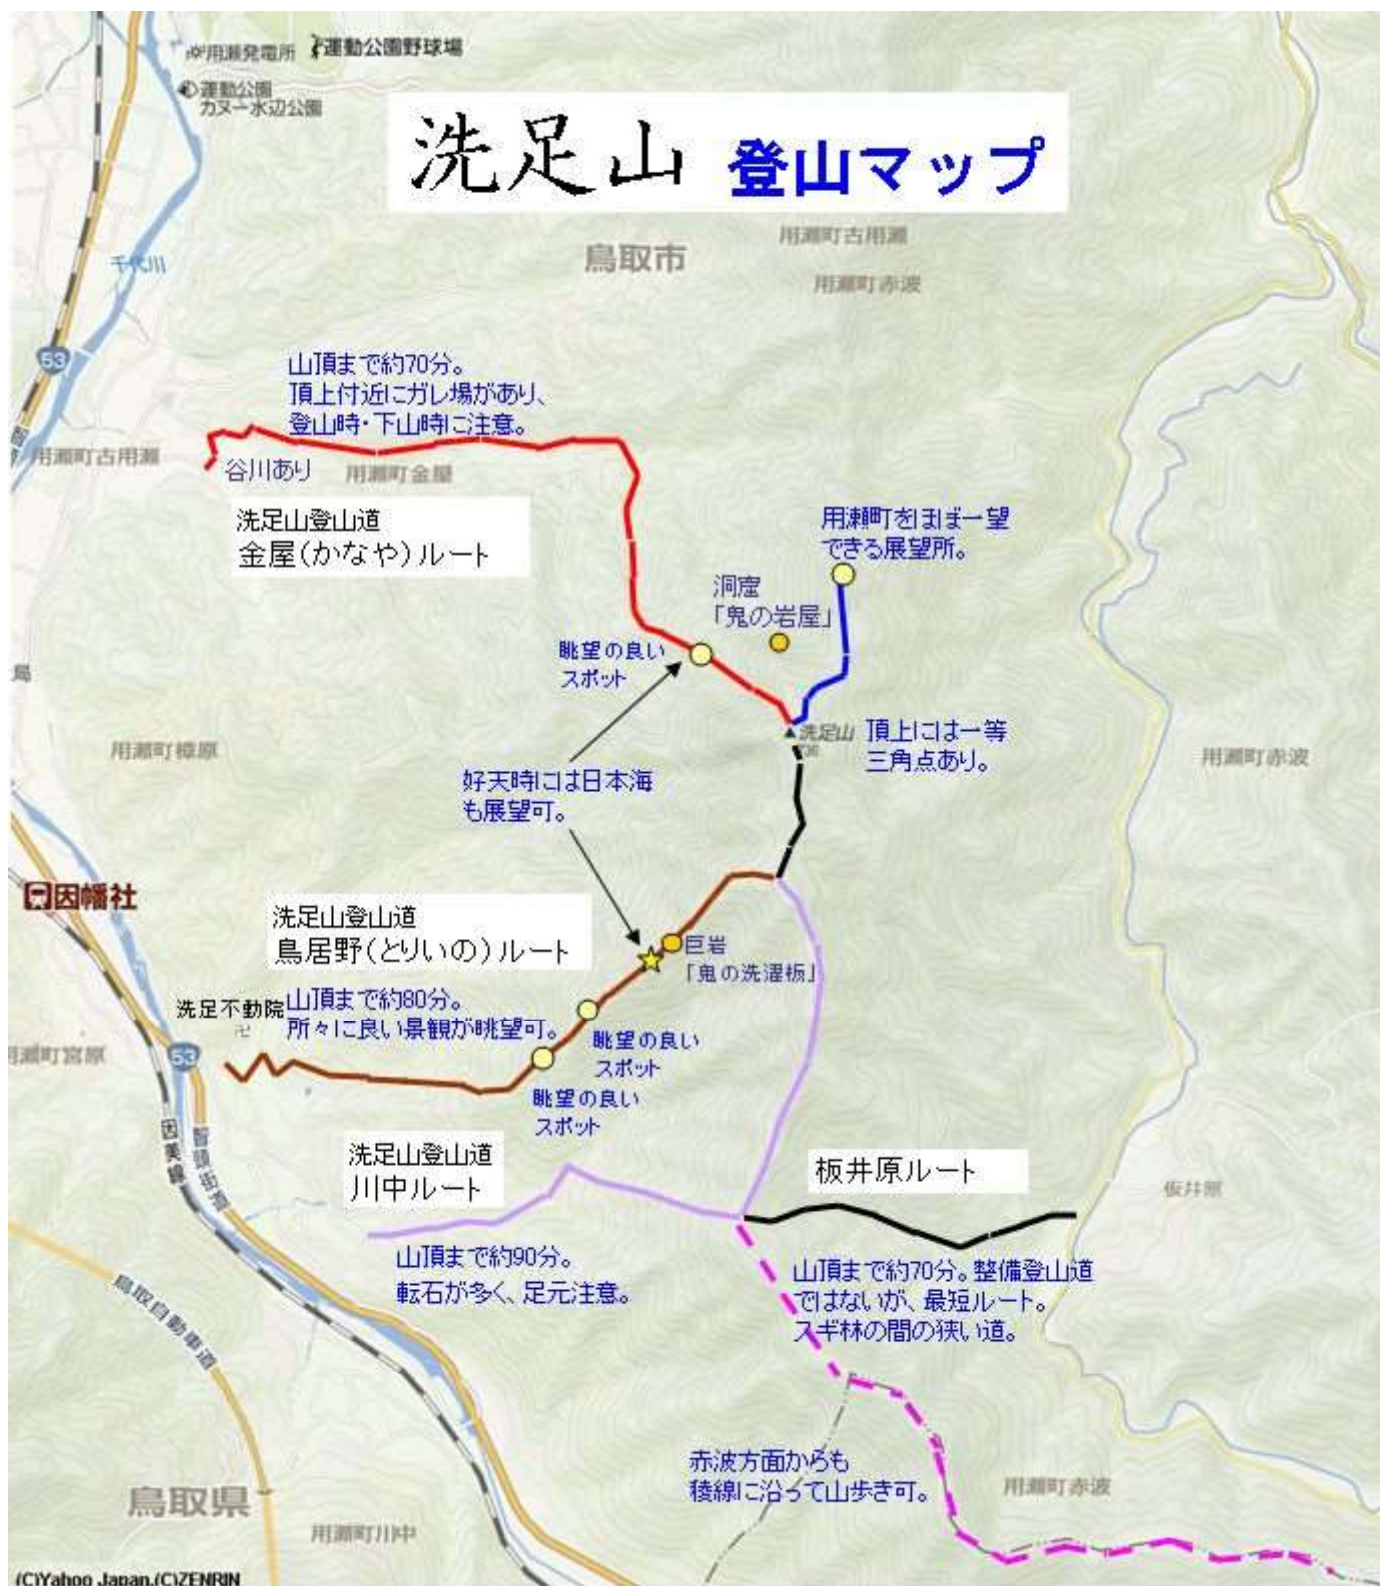 用瀬発電所
運動公園野球場
運動公園
カヌー水辺公園
洗足山 登山マップ
用瀬町古用瀬
鳥取市
千代川
用瀬町赤波
53
山頂まで約70分。
頂上付近にガレ場があり、
登山時・下山時に注意。
用瀬町古用瀬
谷川あり
用瀬町金屋
洗足山登山道
金屋(かなや)ルート
用瀬町をほぼ一望
できる展望所。
洞窟
「鬼の岩屋」
眺望の良い
スポット
局
洗足山
頂上には一等
三角点あり。
用瀬町樟原
用瀬町赤波
好天時には日本海
も展望可。
因幡社
洗足山登山道
鳥居野(とりいの)ルート
巨岩
「鬼の洗濯板」
洗足不動院
山頂まで約80分。
所々に良い景観が眺望可。
眺望の良い
スポット
用瀬町宮原
53
眺望の良い
スポット
因美線
智頭街道
洗足山登山道
川中ルート
板井原ルート
板井原
山頂まで約90分。
転石が多く、足元注意。
山頂まで約70分。整備登山道
ではないが、最短ルート。
スギ林の間の狭い道。
鳥取自動車道
赤波方面からも
稜線に沿って山歩き可。
用瀬町赤波
鳥取県
用瀬町川中
(C)Yahoo Japan,(C)ZENRIN